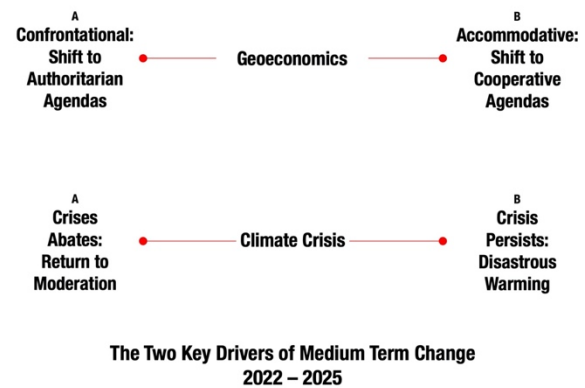 A
Confrontational:
Shift to
Authoritarian
Agendas
Geoeconomics
B
Accommodative:
Shift to
Cooperative
Agendas
A
Crises
Abates:
Return to
Moderation
Climate Crisis
B
Crisis
Persists:
Disastrous
Warming
The Two Key Drivers of Medium Term Change
2022 – 2025